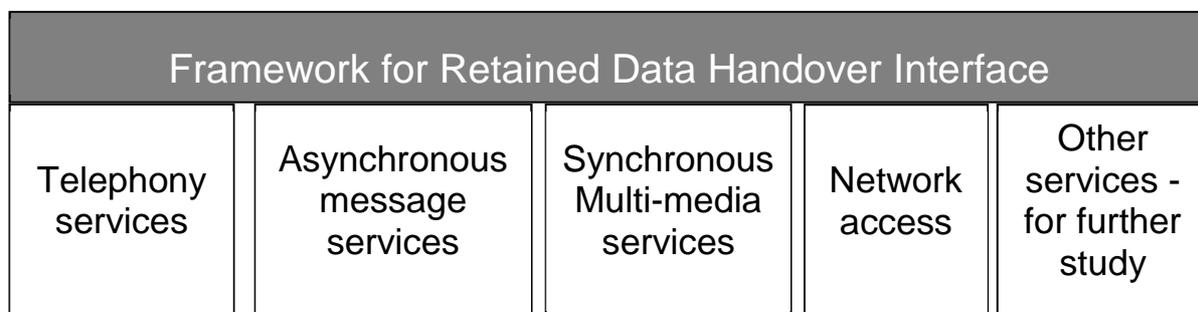 Framework for Retained Data Handover Interface
Telephony
services
Asynchronous
message
services
Synchronous
Multi-media
services
Network
access
Other
services -
for further
study